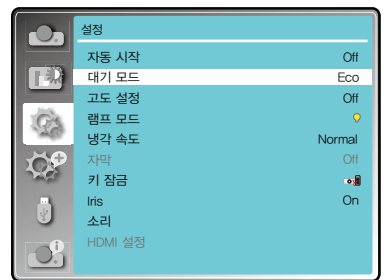 설정
자동 시작 Off
대기 모드 Eco
고도 설정 Off
램프 모드
냉각 속도 Normal
자막 Off
키 잠금
Iris On
소리
HDMI 설정